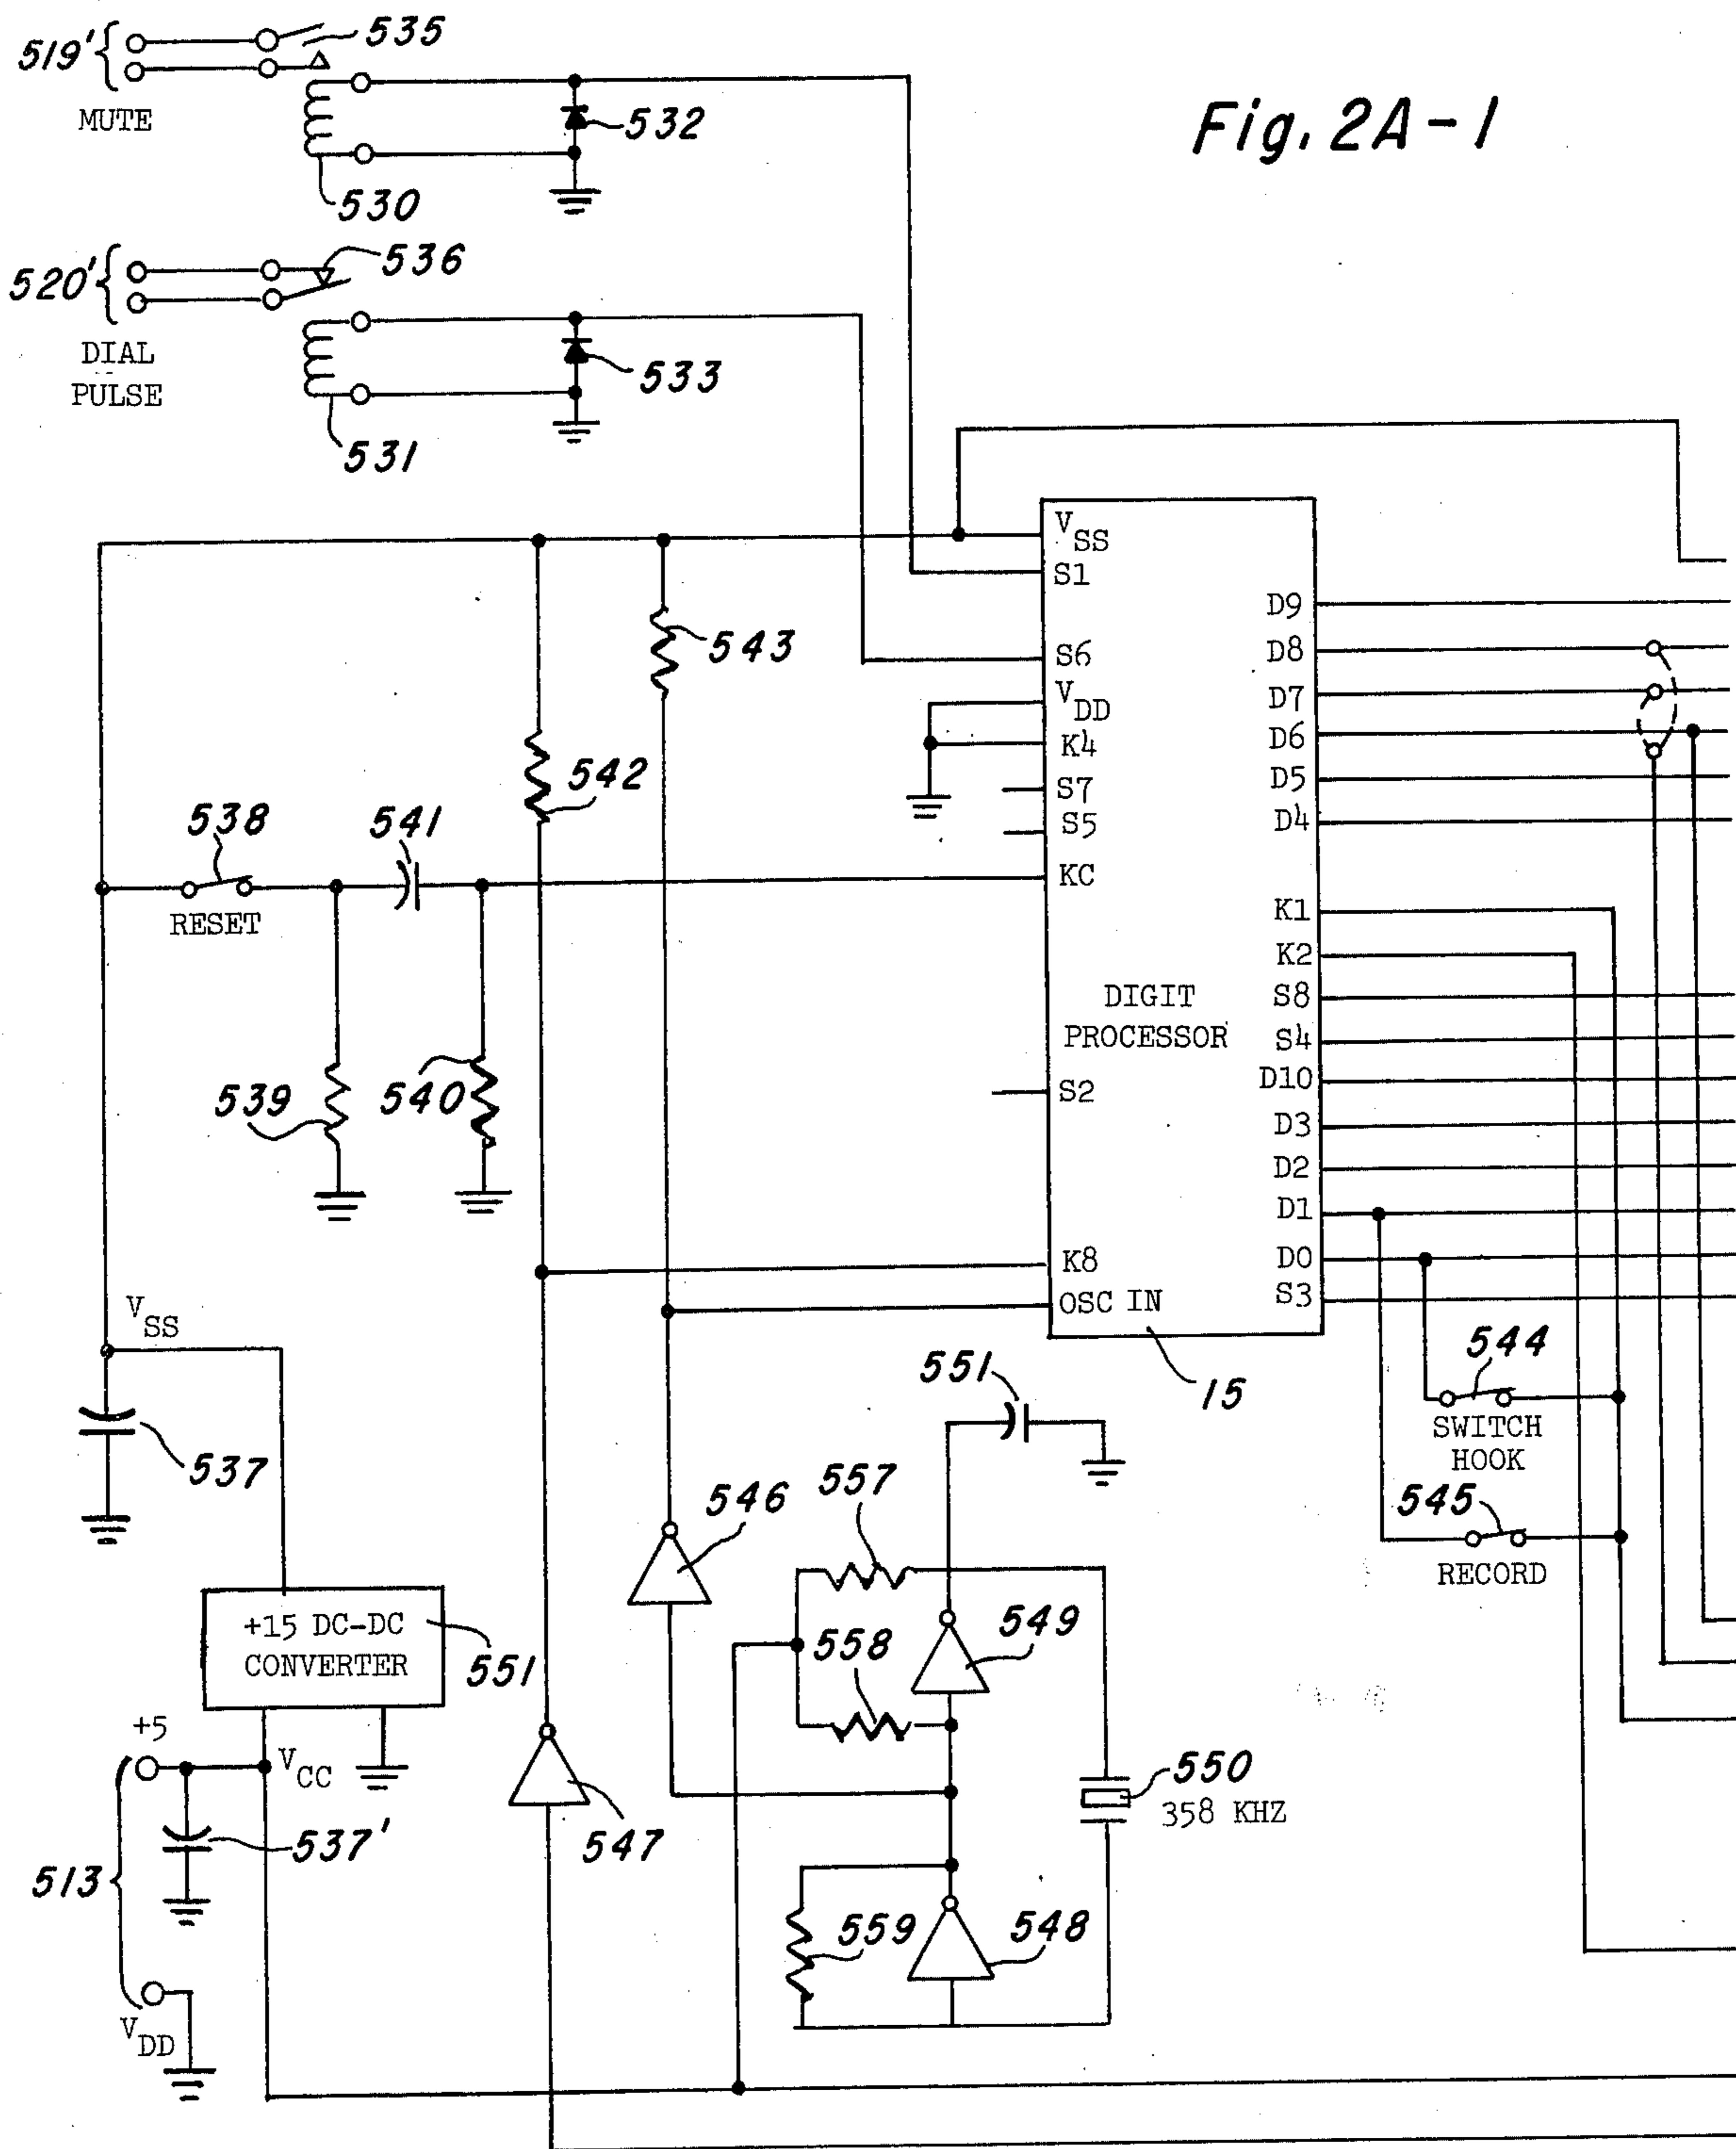 Fig. 2A-1
519'
535
MUTE
532
530
520'
536
DIAL
PULSE
533
531
VSS
S1
D9
543
S6
D8
VDD
D7
K4
D6
542
S7
D5
S5
D4
538
541
KC
RESET
K1
K2
DIGIT
PROCESSOR
S8
S4
539
540
S2
D10
D3
D2
D1
K8
D0
OSC IN
S3
VSS
15
544
551
SWITCH
HOOK
537
557
546
545
RECORD
+15 DC-DC
CONVERTER
551
558
549
+5
VCC
550
358 KHZ
537'
547
513
559
548
VDD